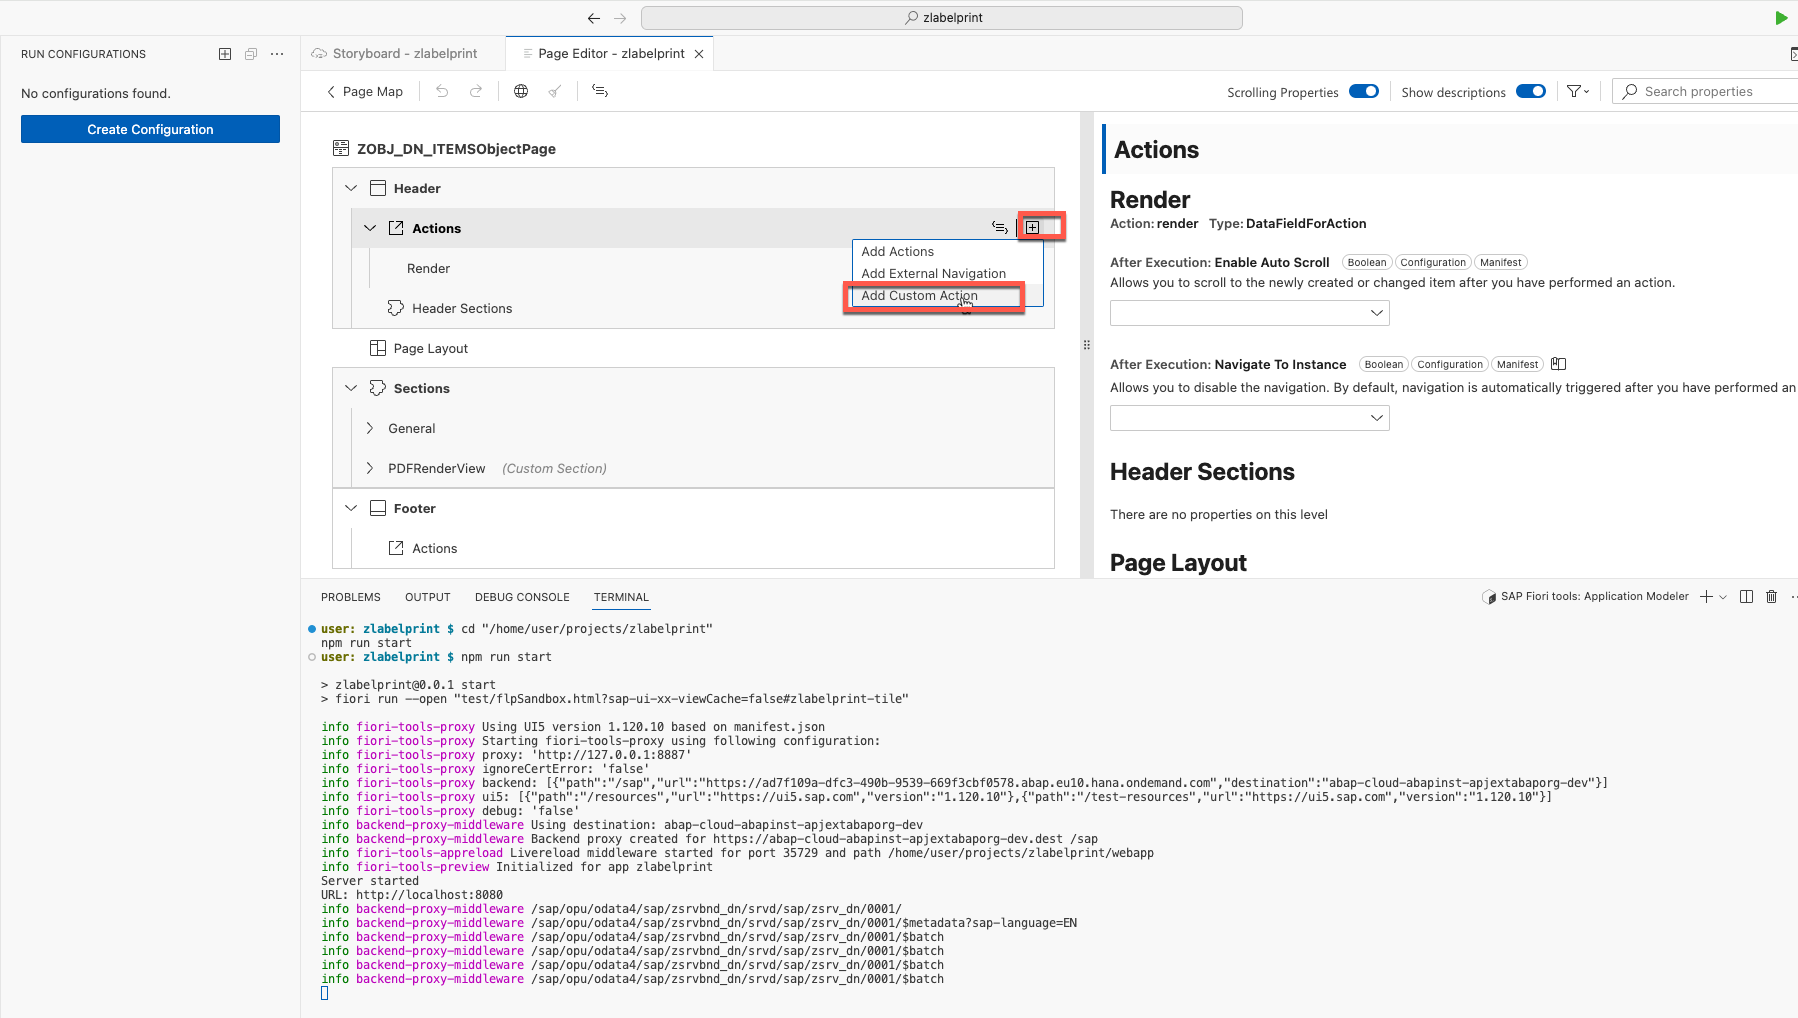 zlabelprint
RUN CONFIGURATIONS
No configurations found.
Create Configuration
Storyboard - zlabelprint
Page Editor - zlabelprint
Page Map
Scrolling Properties
Show descriptions
Search properties
ZOBJ_DN_ITEMSObjectPage
Header
Actions
Render
Header Sections
Page Layout
Sections
General
PDFRenderView (Custom Section)
Footer
Actions
Add Actions
Add External Navigation
Add Custom Action
Actions
Render
Action: render Type: DataFieldForAction
After Execution: Enable Auto Scroll Boolean Configuration Manifest
Allows you to scroll to the newly created or changed item after you have performed an action.
After Execution: Navigate To Instance Boolean Configuration Manifest
Allows you to disable the navigation. By default, navigation is automatically triggered after you have performed an
Header Sections
There are no properties on this level
Page Layout
PROBLEMS OUTPUT DEBUG CONSOLE TERMINAL
SAP Fiori tools: Application Modeler
user: zlabelprint $ cd "/home/user/projects/zlabelprint"
npm run start
user: zlabelprint $ npm run start
> zlabelprint@0.0.1 start
> fiori run --open "test/flpSandbox.html?sap-ui-xx-viewCache=false#zlabelprint-tile"
info fiori-tools-proxy Using UI5 version 1.120.10 based on manifest.json
info fiori-tools-proxy Starting fiori-tools-proxy using following configuration:
info fiori-tools-proxy proxy: 'http://127.0.0.1:8887'
info fiori-tools-proxy ignoreCertError: 'false'
info fiori-tools-proxy backend: [{"path":"/sap","url":"https://ad7f109a-dfc3-490b-9539-669f3cbf0578.abap.eu10.hana.ondemand.com","destination":"abap-cloud-abapinst-apjextabaporg-dev"}]
info fiori-tools-proxy ui5: [{"path":"/resources","url":"https://ui5.sap.com","version":"1.120.10"},{"path":"/test-resources","url":"https://ui5.sap.com","version":"1.120.10"}]
info fiori-tools-proxy debug: 'false'
info backend-proxy-middleware Using destination: abap-cloud-abapinst-apjextabaporg-dev
info backend-proxy-middleware Backend proxy created for https://abap-cloud-abapinst-apjextabaporg-dev.dest /sap
info fiori-tools-appreload Livereload middleware started for port 35729 and path /home/user/projects/zlabelprint/webapp
info fiori-tools-preview Initialized for app zlabelprint
Server started
URL: http://localhost:8080
info backend-proxy-middleware /sap/opu/odata4/sap/zsrvbnd_dn/srvd/sap/zsrv_dn/0001/
info backend-proxy-middleware /sap/opu/odata4/sap/zsrvbnd_dn/srvd/sap/zsrv_dn/0001/$metadata?sap-language=EN
info backend-proxy-middleware /sap/opu/odata4/sap/zsrvbnd_dn/srvd/sap/zsrv_dn/0001/$batch
info backend-proxy-middleware /sap/opu/odata4/sap/zsrvbnd_dn/srvd/sap/zsrv_dn/0001/$batch
info backend-proxy-middleware /sap/opu/odata4/sap/zsrvbnd_dn/srvd/sap/zsrv_dn/0001/$batch
info backend-proxy-middleware /sap/opu/odata4/sap/zsrvbnd_dn/srvd/sap/zsrv_dn/0001/$batch